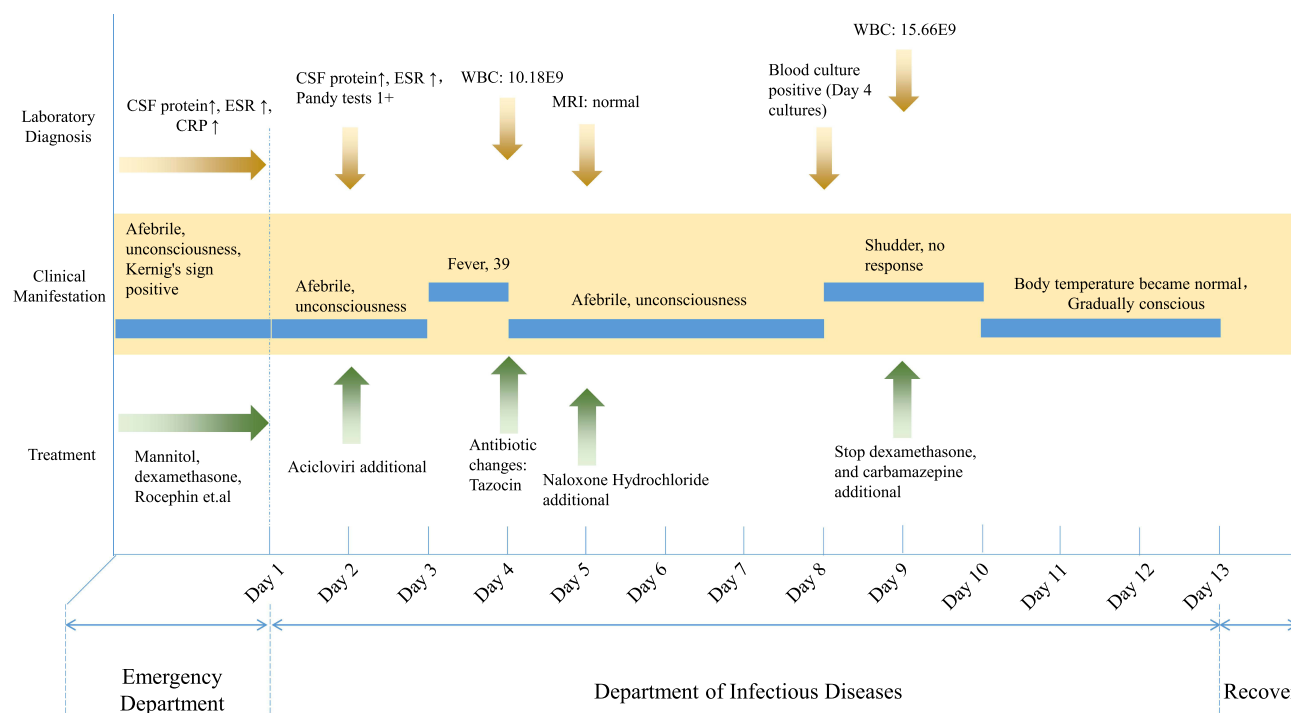 WBC: 15.66E9
Blood culture
positive (Day 4
cultures)
CSF protein↑, ESR ↑，
Pandy tests 1+
WBC: 10.18E9
MRI: normal
CSF protein↑, ESR ↑,
CRP ↑
Laboratory
Diagnosis
Afebrile,
unconsciousness,
Kernig's sign
positive
Clinical
Manifestation
Afebrile,
unconsciousness
Fever, 39
Afebrile, unconsciousness
Shudder, no
response
Body temperature became normal，
Gradually conscious
Treatment
Mannitol,
dexamethasone,
Rocephin et.al
Acicloviri additional
Antibiotic
changes:
Tazocin
Naloxone Hydrochloride
additional
Stop dexamethasone,
and carbamazepine
additional
Day 1
Day 2
Day 3
Day 4
Day 5
Day 6
Day 7
Day 8
Day 9
Day 10
Day 11
Day 12
Day 13
Emergency
Department
Department of Infectious Diseases
Recove